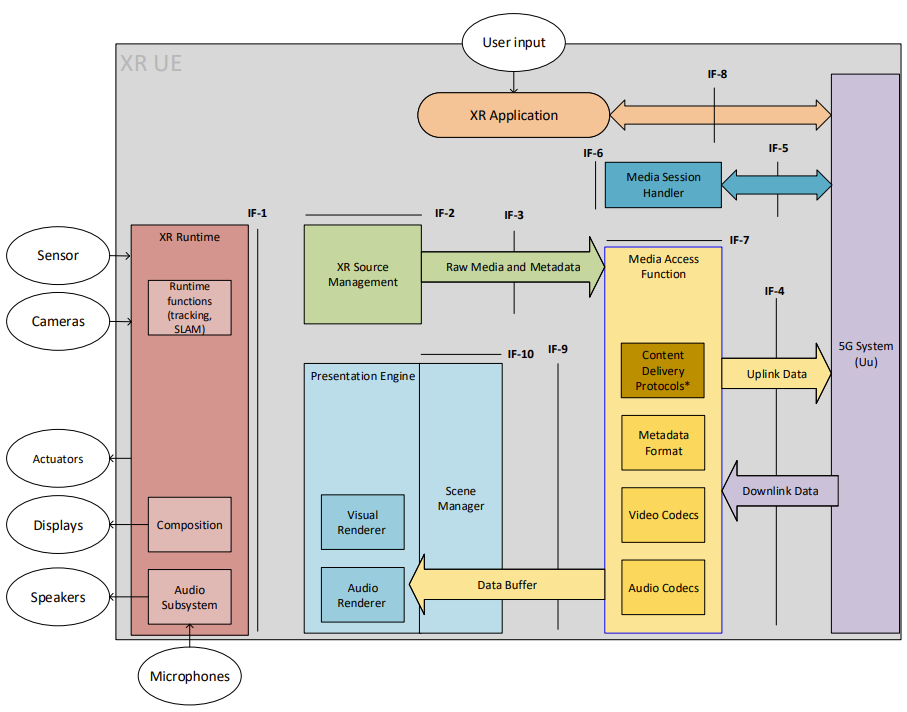 User input
XR UE
IF-8
XR Application
IF-6
IF-5
Media Session
Handler
IF-1
IF-2
IF-3
IF-7
XR Runtime
Sensor
XR Source
Management
Raw Media and Metadata
Media Access
Function
Runtime
functions
(tracking,
SLAM)
Cameras
IF-4
IF-10
IF-9
5G System
(Uu)
Presentation Engine
Content
Delivery
Protocols*
Uplink Data
Metadata
Format
Actuators
Scene
Manager
Downlink Data
Displays
Composition
Visual
Renderer
Video Codecs
Speakers
Audio
Subsystem
Audio
Renderer
Data Buffer
Audio Codecs
Microphones